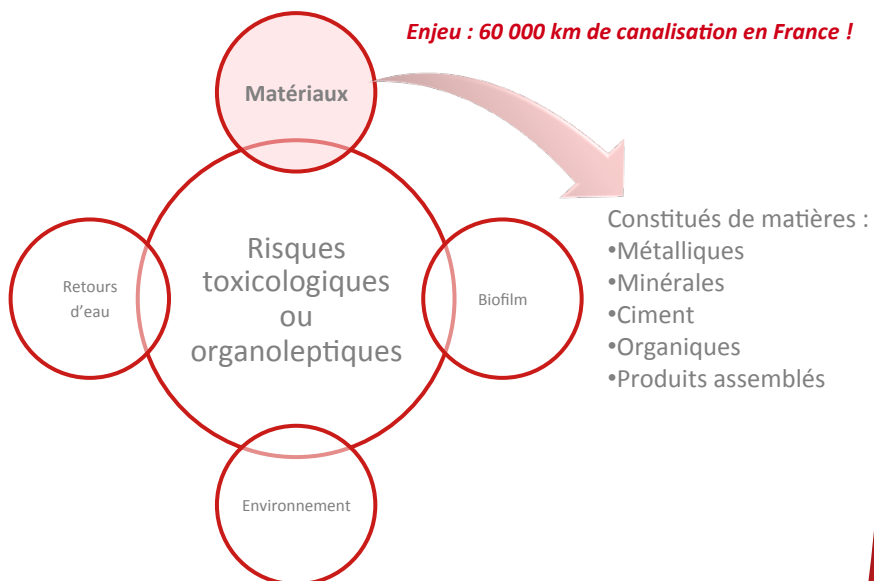 Enjeu : 60 000 km de canalisation en France !
Matériaux
Risques
toxicologiques
ou
organoleptiques
Retours
d’eau
Biofilm
Environnement
Constitués de matières :
•Métalliques
•Minérales
•Ciment
•Organiques
•Produits assemblés